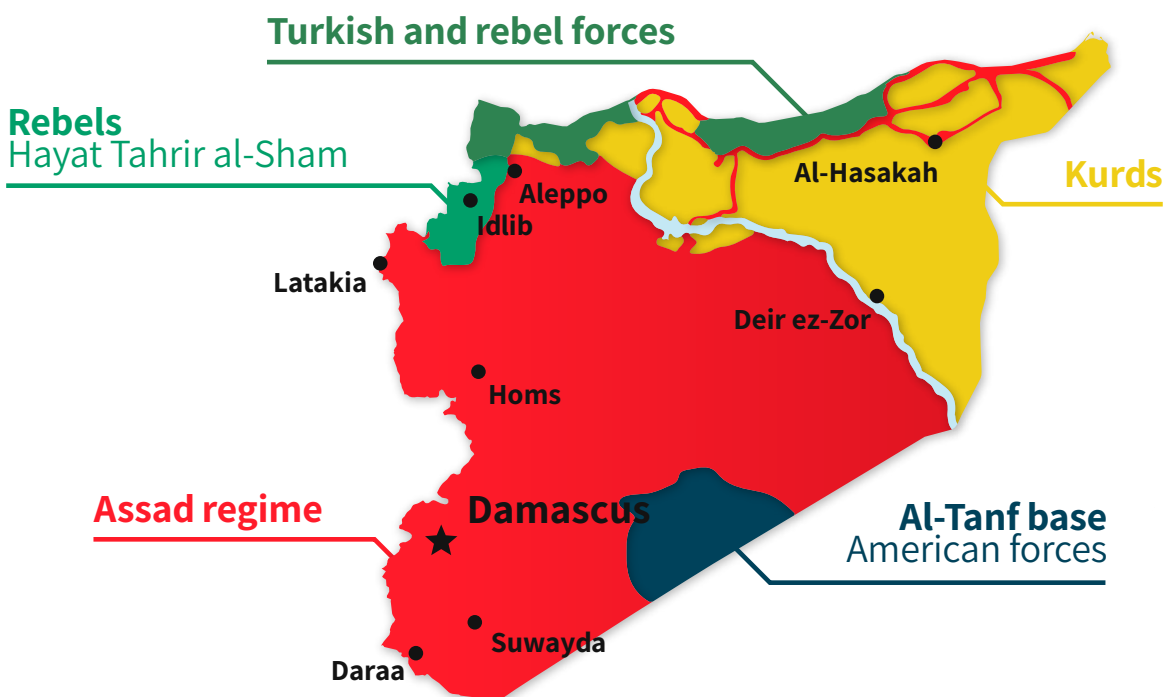 Turkish and rebel forces
Rebels
Hayat Tahrir al-Sham
Al-Hasakah
Kurds
Aleppo
Idlib
Latakia
Deir ez-Zor
Homs
Assad regime
Damascus
Al-Tanf base
American forces
Suwayda
Daraa